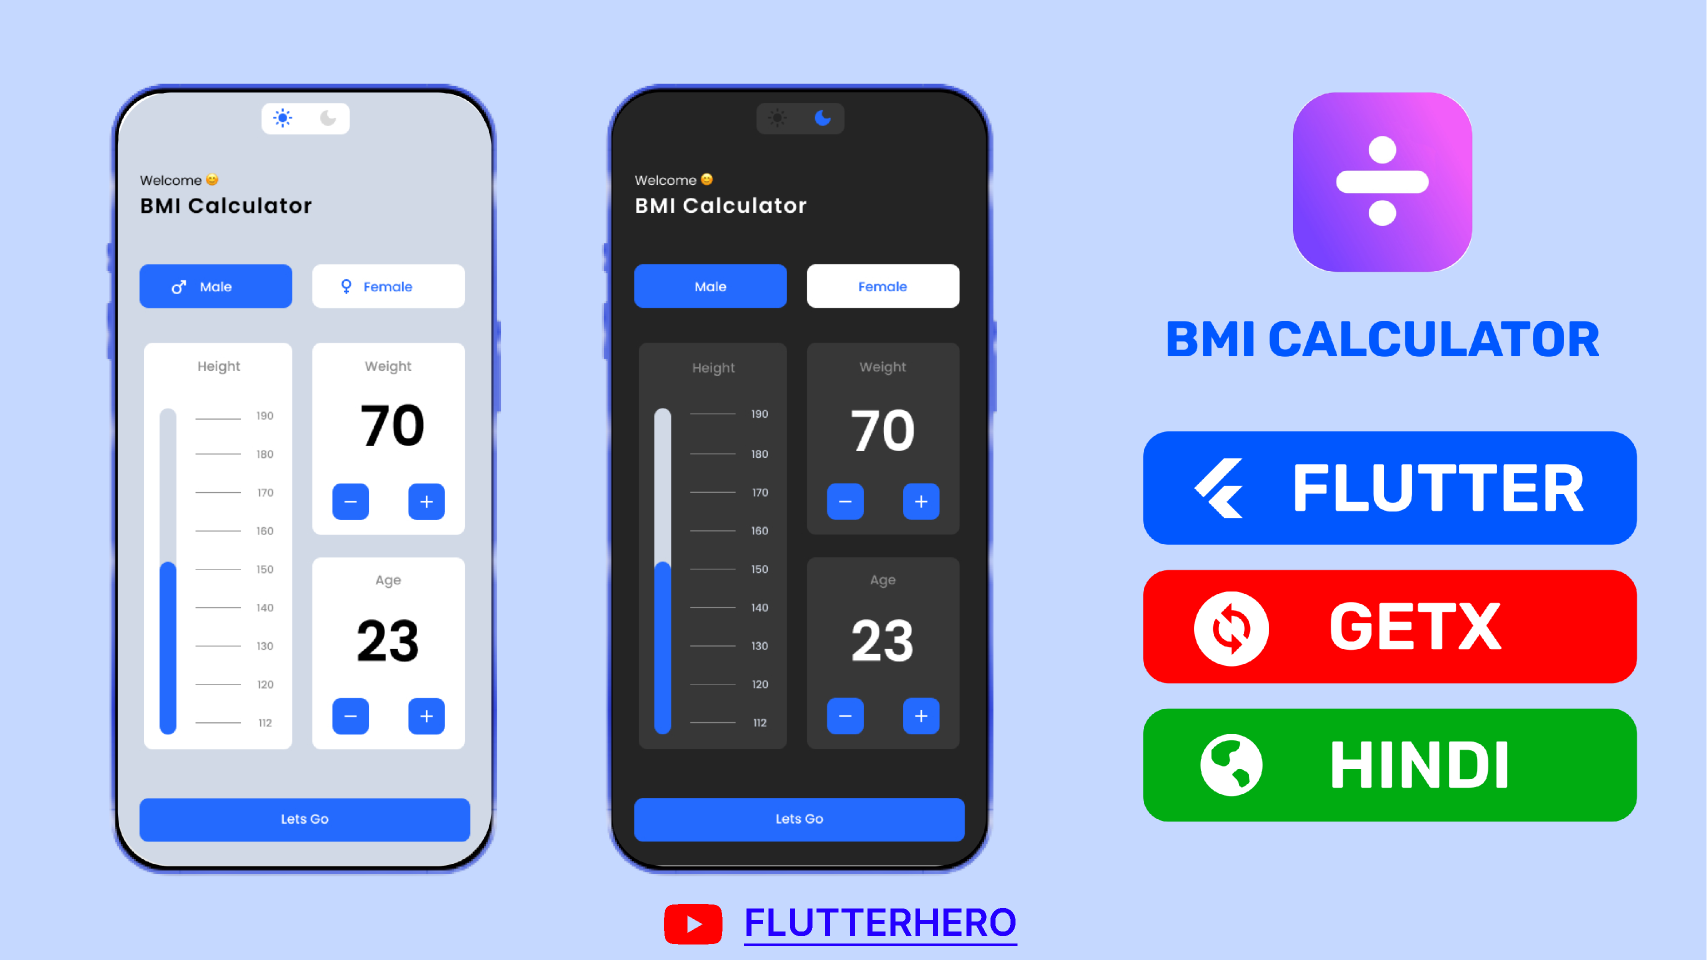 Welcome 😊
BMI Calculator
Male
Female
Height
190
180
170
160
150
140
130
120
112
Weight
70
Age
23
Lets Go
Welcome 😊
BMI Calculator
Male
Female
Height
190
180
170
160
150
140
130
120
112
Weight
70
Age
23
Lets Go
BMI CALCULATOR
FLUTTER
GETX
HINDI
FLUTTERHERO